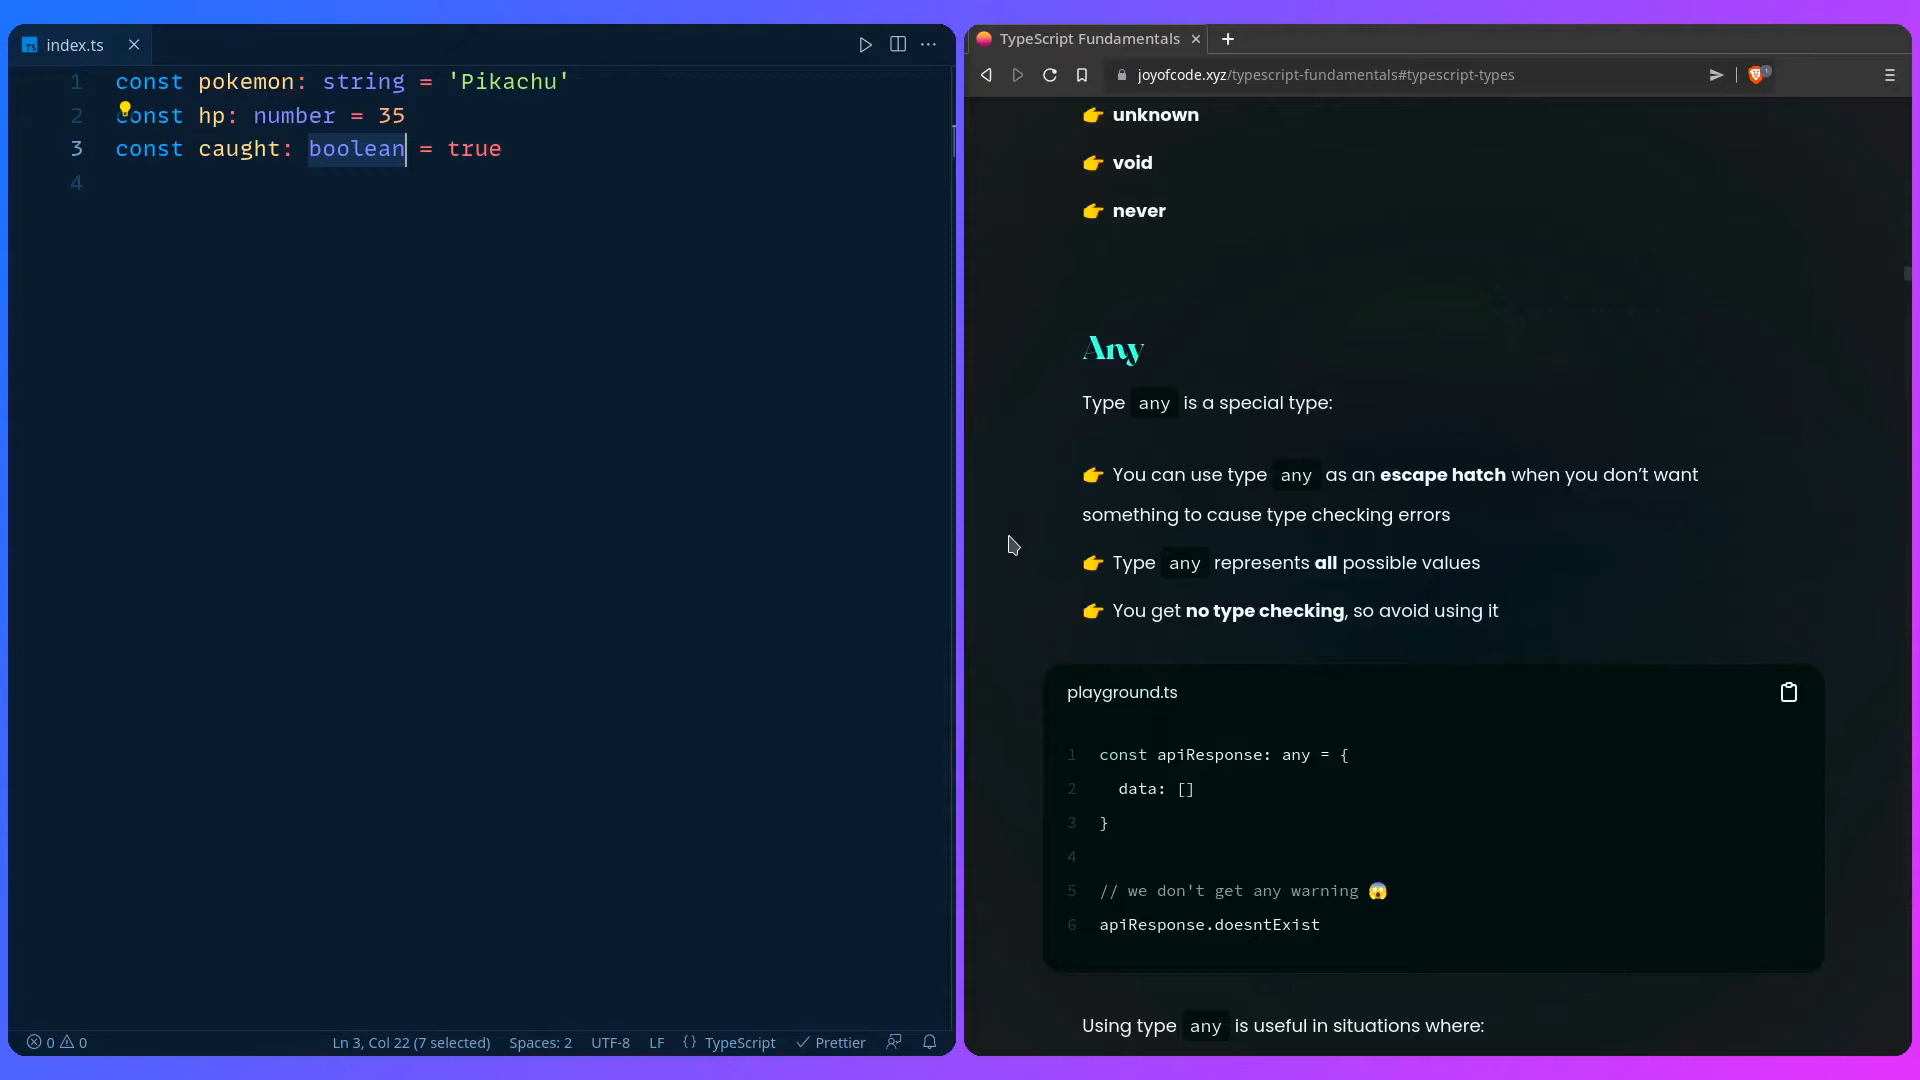 index.ts
1 const pokemon: string = 'Pikachu'
2 const hp: number = 35
3 const caught: boolean = true
4
0 0 Ln 3, Col 22 (7 selected) Spaces: 2 UTF-8 LF {} TypeScript Prettier
TypeScript Fundamentals
joyofcode.xyz/typescript-fundamentals#typescript-types
👉 unknown
👉 void
👉 never
Any
Type any is a special type:
👉 You can use type any as an escape hatch when you don’t want
something to cause type checking errors
👉 Type any represents all possible values
👉 You get no type checking, so avoid using it
playground.ts
1 const apiResponse: any = {
2 data: []
3 }
4
5 // we don't get any warning 😱
6 apiResponse.doesntExist
Using type any is useful in situations where: